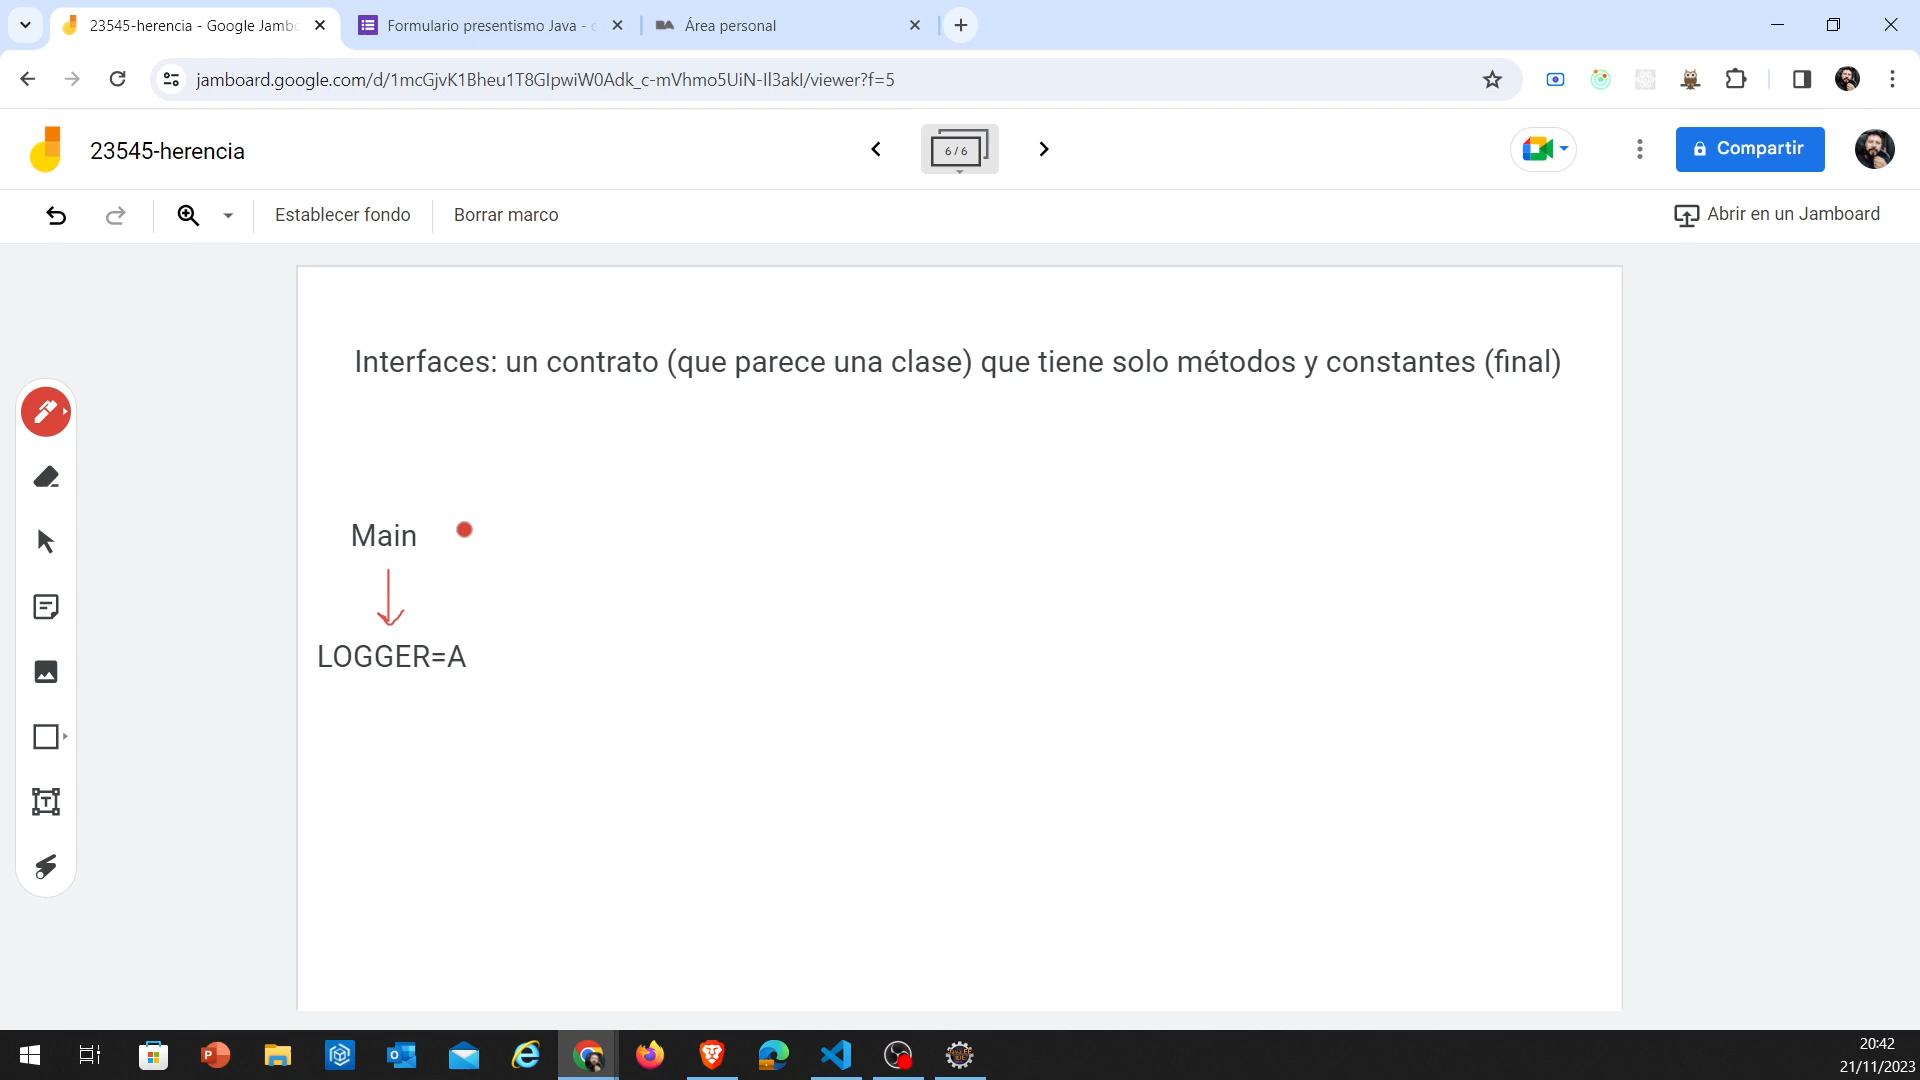 23545-herencia - Google Jamb
Formulario presentismo Java -
Área personal
jamboard.google.com/d/1mcGjvK1Bheu1T8GIpwiW0Adk_c-mVhmo5UiN-Il3akI/viewer?f=5
23545-herencia
6 / 6
Compartir
Establecer fondo
Borrar marco
Abrir en un Jamboard
Interfaces: un contrato (que parece una clase) que tiene solo métodos y constantes (final)
Main
LOGGER=A
20:42
21/11/2023